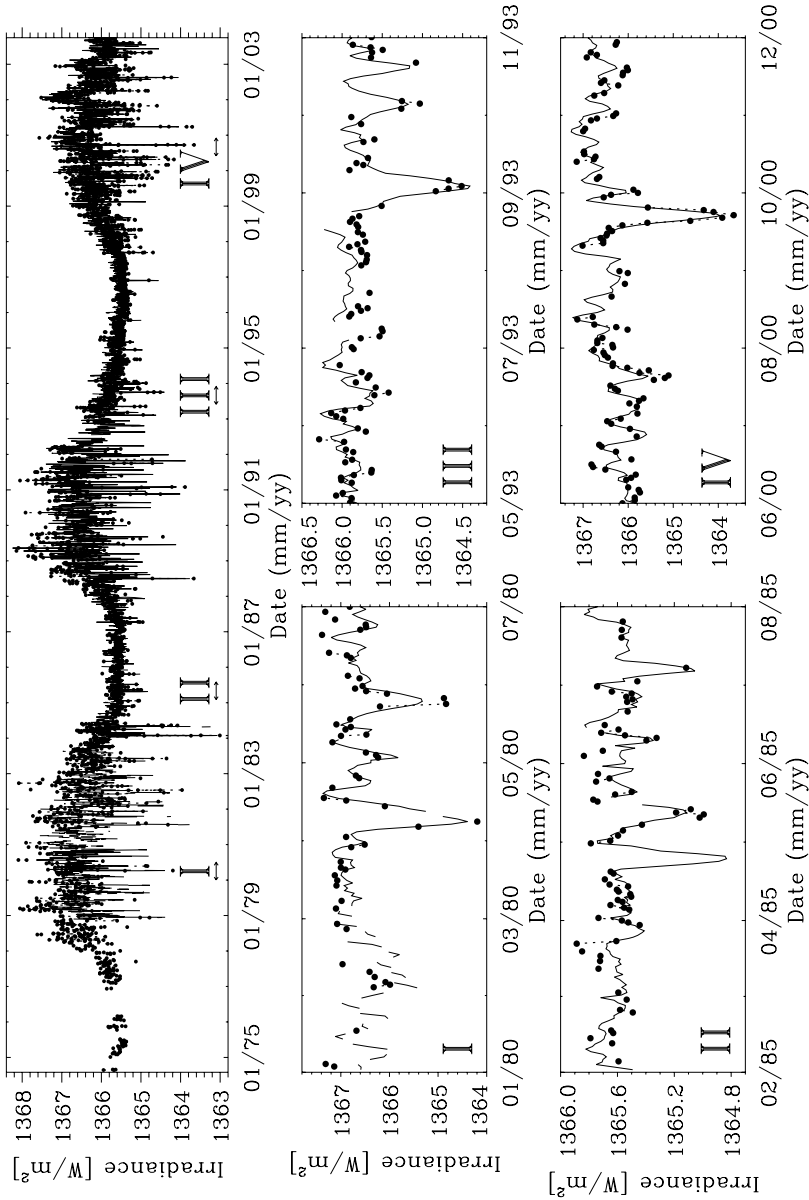 1368
1367
1366
1365
1364
1363
Irradiance [W/m²]
I
II
III
IV
01/75
01/79
01/83
01/87
01/91
01/95
01/99
01/03
Date (mm/yy)
1367
1366
1365
1364
Irradiance [W/m²]
I
01/80
03/80
05/80
07/80
Date (mm/yy)
1366.5
1366.0
1365.5
1365.0
1364.5
III
05/93
07/93
09/93
11/93
Date (mm/yy)
1366.0
1365.6
1365.2
1364.8
Irradiance [W/m²]
II
02/85
04/85
06/85
08/85
Date (mm/yy)
1367
1366
1365
1364
IV
06/00
08/00
10/00
12/00
Date (mm/yy)